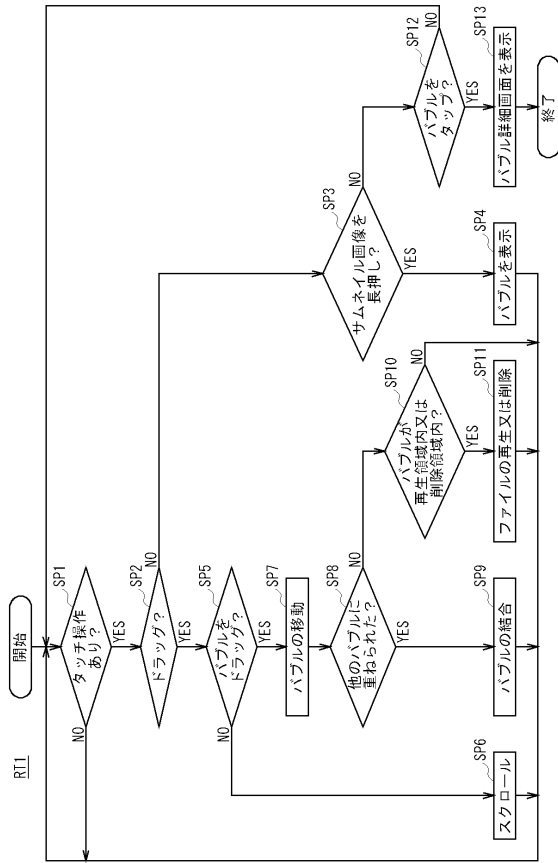 RT1
開始
SP1
タッチ操作
あり?
NO
YES
SP2
ドラッグ?
NO
YES
SP5
バブルを
ドラッグ?
NO
YES
SP6
スクロール
SP7
バブルの移動
SP8
他のバブルに
重ねられた?
NO
YES
SP9
バブルの結合
SP10
バブルが
再生領域内又は
削除領域内?
NO
YES
SP11
ファイルの再生又は削除
SP3
サムネイル画像を
長押し?
NO
YES
SP4
バブルを表示
SP12
バブルを
タップ?
NO
YES
SP13
バブル詳細画面を表示
終了